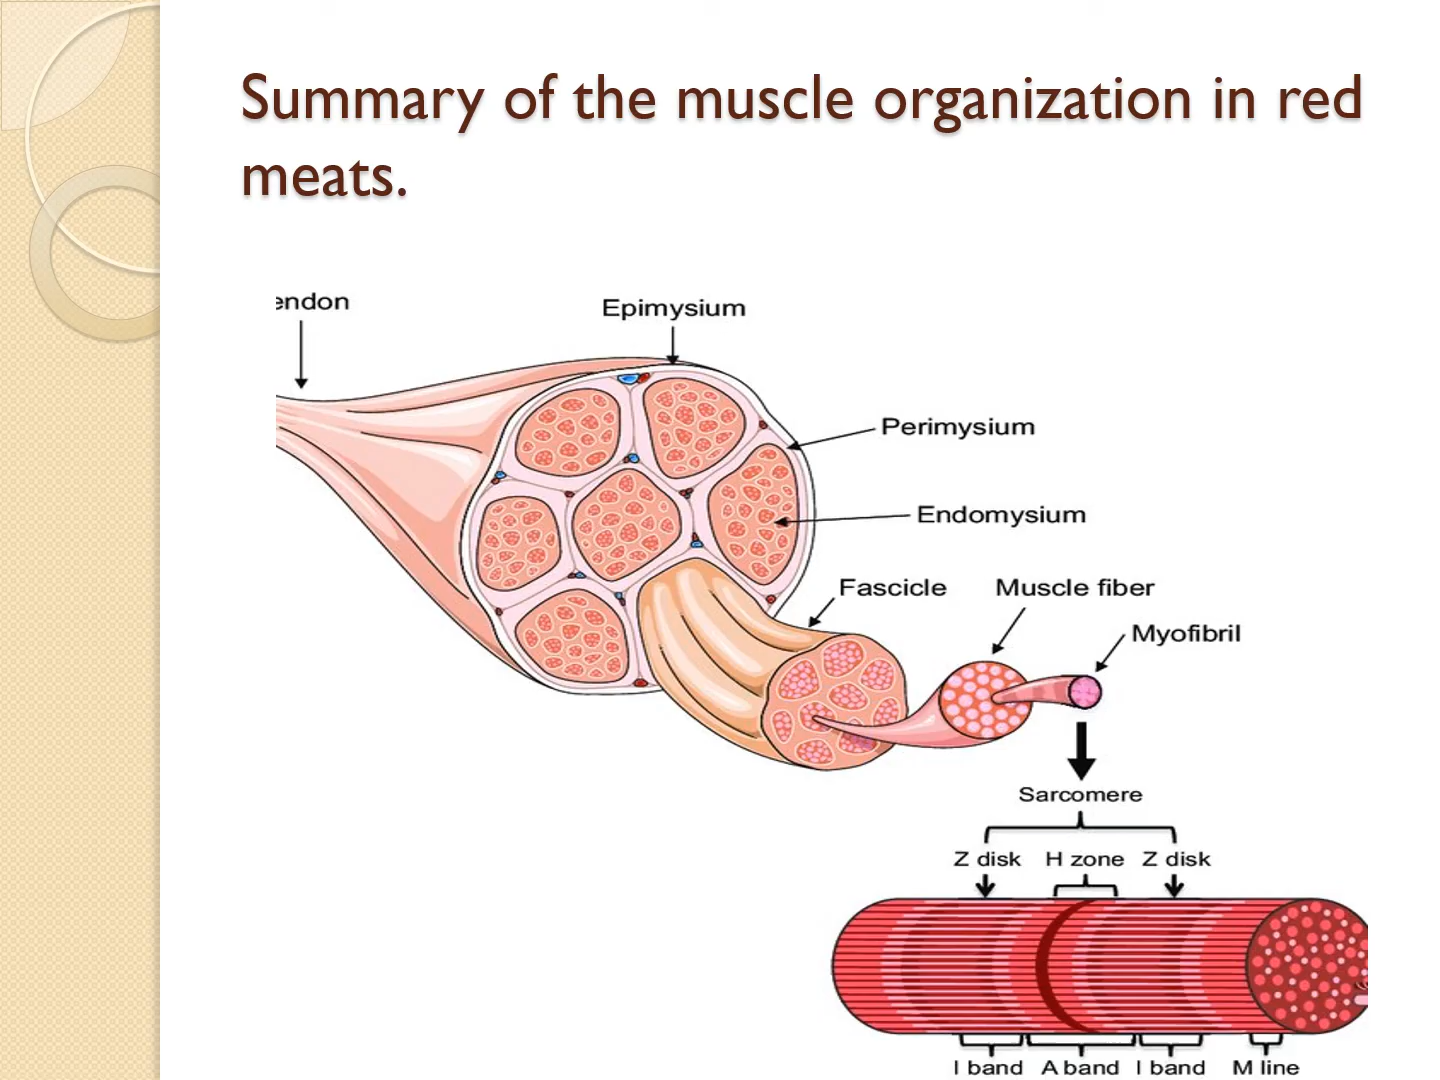 Summary of the muscle organization in red
meats.
endon
Epimysium
Perimysium
Endomysium
Fascicle
Muscle fiber
Myofibril
Sarcomere
Z disk H zone Z disk
I band A band I band M line